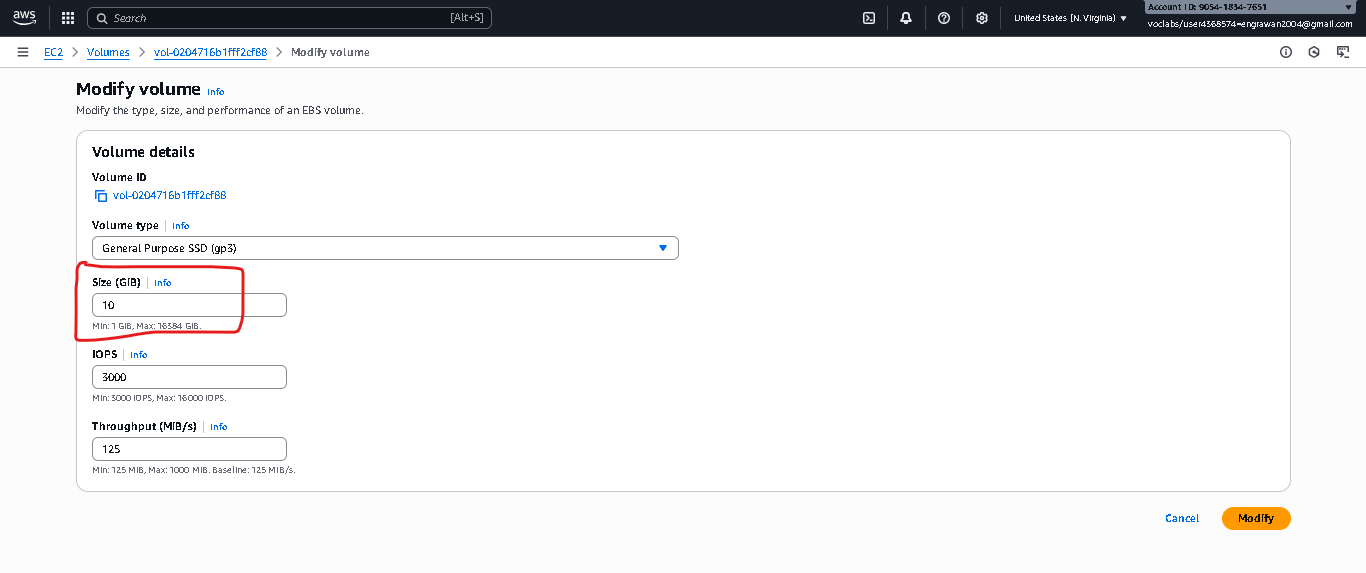 aws Search [Alt+S] United States (N. Virginia) Account ID: 9054-1834-7651
voclabs/user4368574=engrawan2004@gmail.com
EC2 > Volumes > vol-0204716b1fff2cf88 > Modify volume
Modify volume Info
Modify the type, size, and performance of an EBS volume.
Volume details
Volume ID
vol-0204716b1fff2cf88
Volume type | Info
General Purpose SSD (gp3)
Size (GiB) | Info
10
Min: 1 GiB, Max: 16384 GiB.
IOPS | Info
3000
Min: 3000 IOPS, Max: 16000 IOPS.
Throughput (MiB/s) | Info
125
Min: 125 MiB, Max: 1000 MiB. Baseline: 125 MiB/s.
Cancel Modify